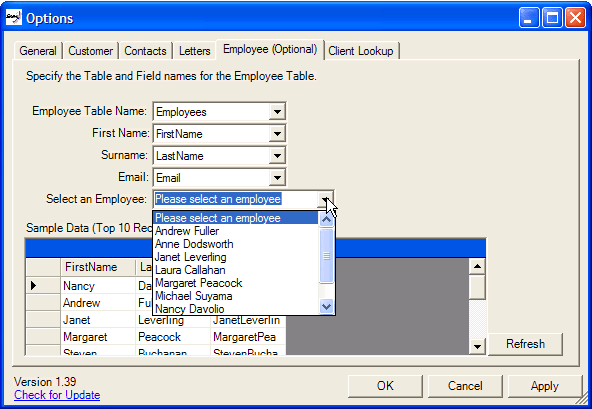 Options
General Customer Contacts Letters Employee (Optional) Client Lookup
Specify the Table and Field names for the Employee Table.
Employee Table Name: Employees
First Name: FirstName
Surname: LastName
Email: Email
Select an Employee: Please select an employee
Please select an employee
Andrew Fuller
Anne Dodsworth
Janet Leverling
Laura Callahan
Margaret Peacock
Michael Suyama
Nancy Davolio
Sample Data (Top 10 Rec
FirstName La
Nancy Da
Andrew Fu
Janet Leverling JanetLeverlin
Margaret Peacock MargaretPea
Steven Buchanan StevenBucha
Refresh
Version 1.39
Check for Update
OK Cancel Apply